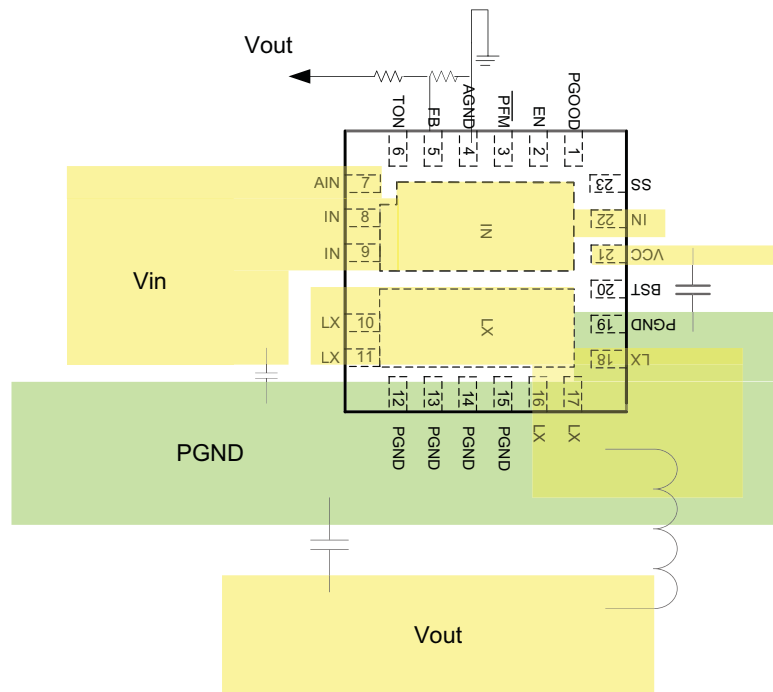 Vout
TON
FB
AGND
PFM
EN
PGOOD
6
5
4
3
2
1
AIN 7
IN 8
IN 9
LX 10
LX 11
IN
LX
23 SS
22 IN
21 VCC
20 BST
19 PGND
18 LX
12
13
14
15
16
17
PGND
PGND
PGND
PGND
LX
LX
Vin
PGND
Vout